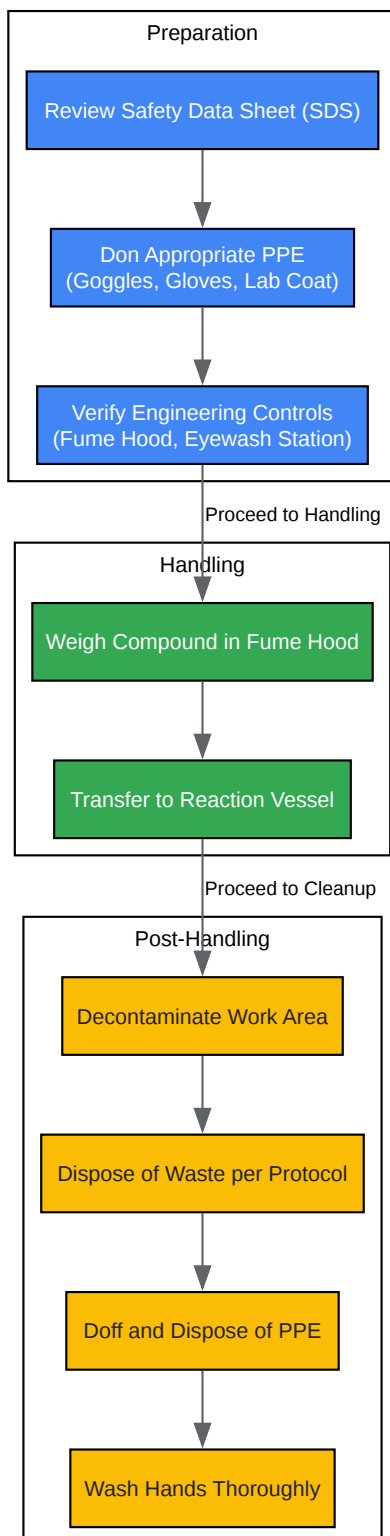 Preparation
Review Safety Data Sheet (SDS)
Don Appropriate PPE
(Goggles, Gloves, Lab Coat)
Verify Engineering Controls
(Fume Hood, Eyewash Station)
Proceed to Handling
Handling
Weigh Compound in Fume Hood
Transfer to Reaction Vessel
Proceed to Cleanup
Post-Handling
Decontaminate Work Area
Dispose of Waste per Protocol
Doff and Dispose of PPE
Wash Hands Thoroughly